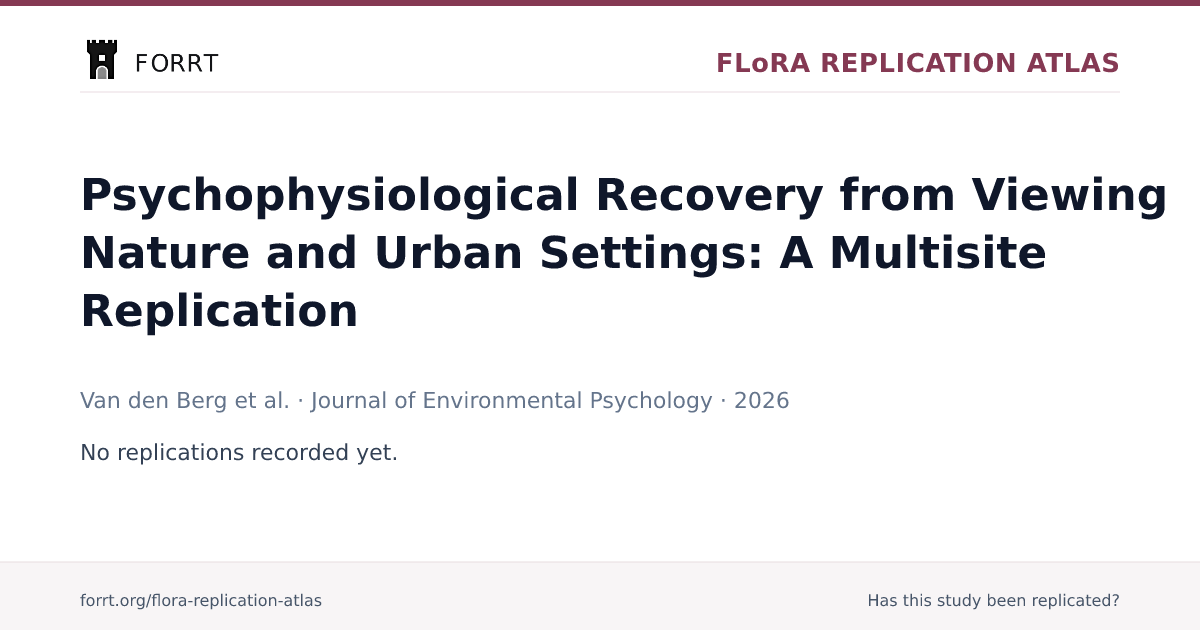 FORRT
FLoRA REPLICATION ATLAS
Psychophysiological Recovery from Viewing
Nature and Urban Settings: A Multisite
Replication
Van den Berg et al. · Journal of Environmental Psychology · 2026
No replications recorded yet.
forrt.org/flora-replication-atlas
Has this study been replicated?